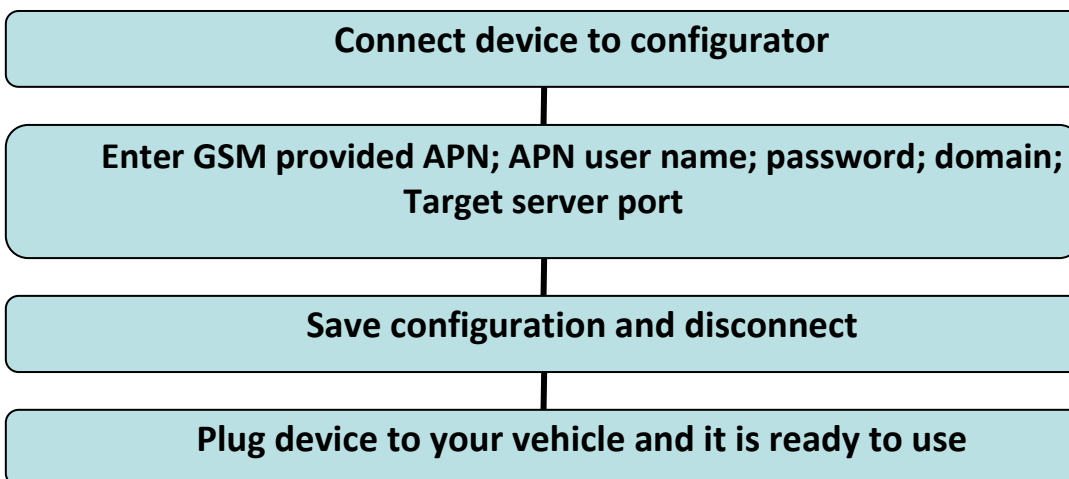 Connect device to configurator
Enter GSM provided APN; APN user name; password; domain;
Target server port
Save configuration and disconnect
Plug device to your vehicle and it is ready to use